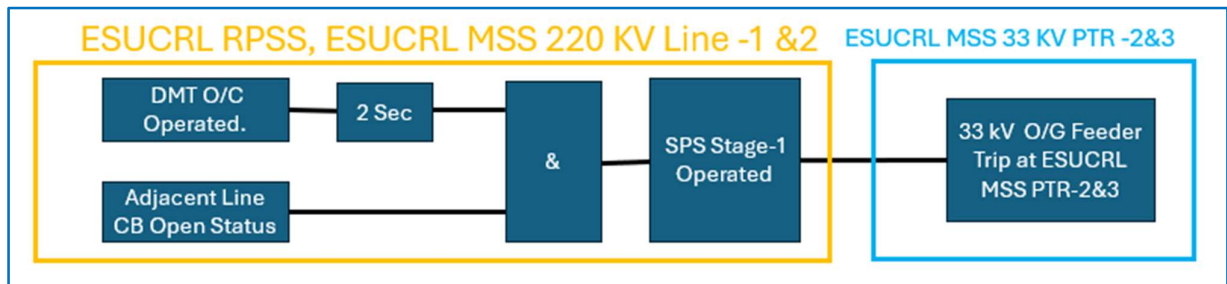 ESUCRL RPSS, ESUCRL MSS 220 KV Line -1 &2
ESUCRL MSS 33 KV PTR -2&3
DMT O/C
Operated.
2 Sec
&
SPS Stage-1
Operated
33 kV O/G Feeder
Trip at ESUCRL
MSS PTR-2&3
Adjacent Line
CB Open Status